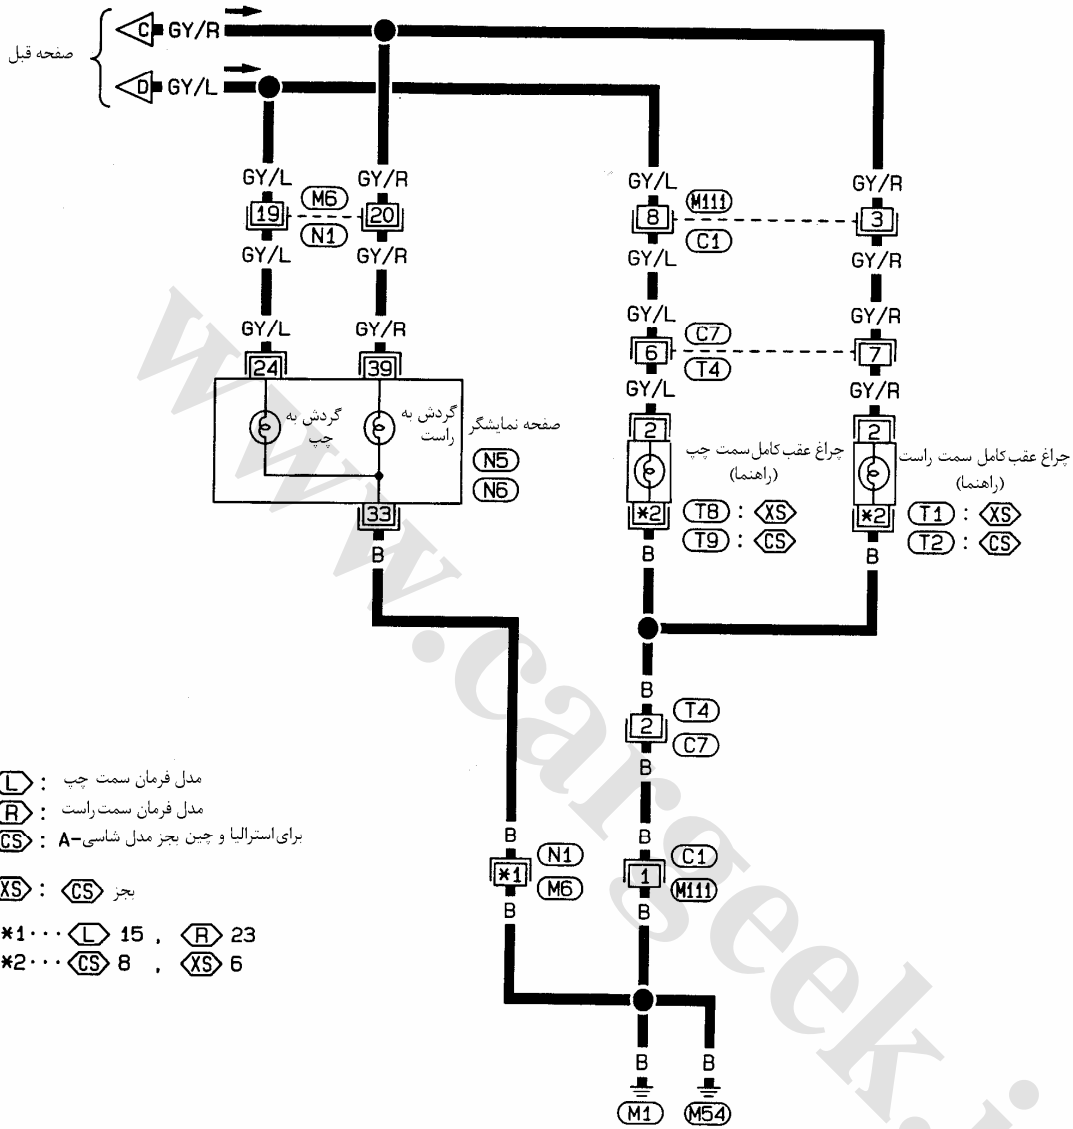 C GY/R
صفحه قبل
D GY/L
GY/L GY/R GY/L GY/R
19 M6 20 8 M111 3
N1 C1
GY/L GY/R GY/L GY/R
GY/L GY/R
6 C7 7
T4
GY/L GY/R GY/L GY/R
24 39 2 2
گردش به چپ
گردش به راست
صفحه نمایشگر
N5
N6
33
B
چراغ عقب کامل سمت چپ
(راهنما)
*2
T8 : XS
T9 : CS
B
چراغ عقب کامل سمت راست
(راهنما)
*2
T1 : XS
T2 : CS
B
B
2 T4
C7
B
B
*1 N1
M6
B
B
1 C1
M111
B
B B
M1 M54
L : مدل فرمان سمت چپ
R : مدل فرمان سمت راست
CS : برای استرالیا و چین بجز مدل شاسی-A
XS : CS بجز
*1··· L 15 , R 23
*2··· CS 8 , XS 6
www.cargeek.i